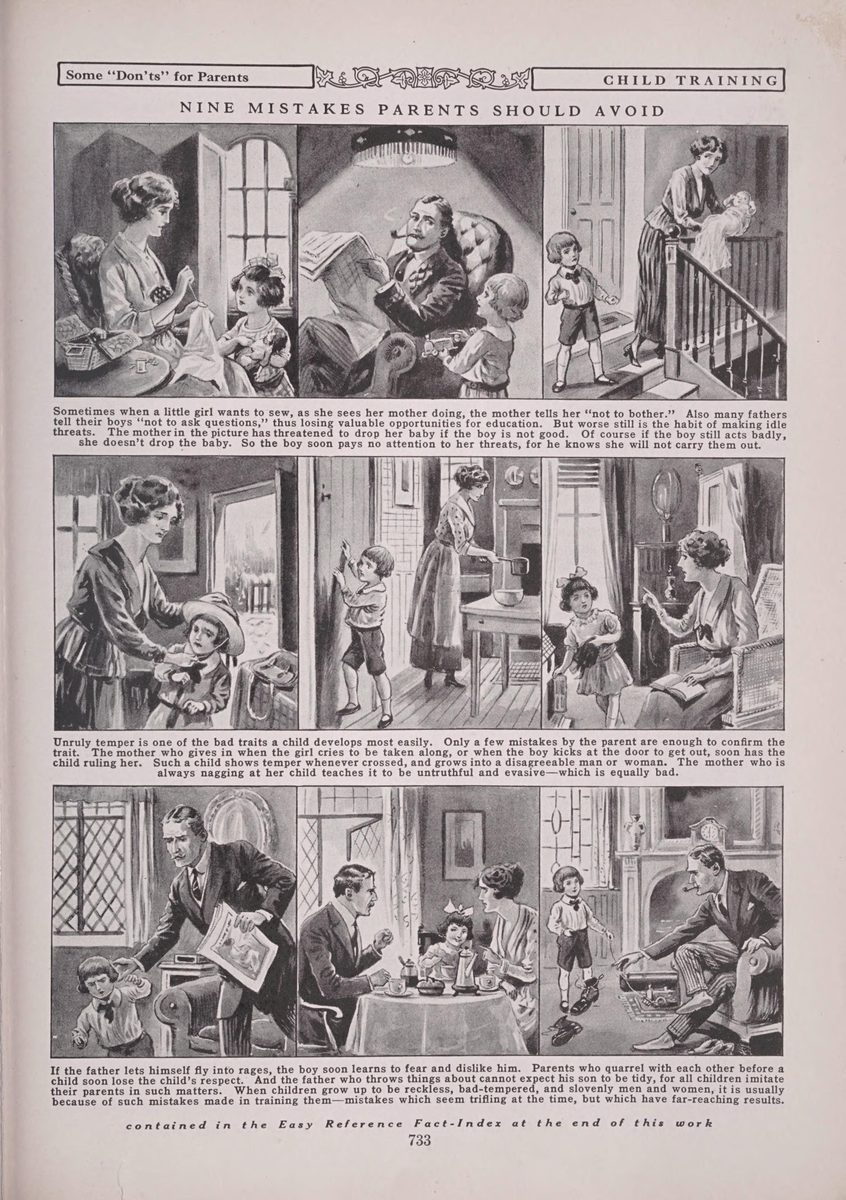 Some "Don'ts" for Parents
CHILD TRAINING
NINE MISTAKES PARENTS SHOULD AVOID
Sometimes when a little girl wants to sew, as she sees her mother doing, the mother tells her "not to bother." Also many fathers
tell their boys "not to ask questions," thus losing valuable opportunities for education. But worse still is the habit of making idle
threats. The mother in the picture has threatened to drop her baby if the boy is not good. Of course if the boy still acts badly,
she doesn't drop the baby. So the boy soon pays no attention to her threats, for he knows she will not carry them out.
Unruly temper is one of the bad traits a child develops most easily. Only a few mistakes by the parent are enough to confirm the
trait. The mother who gives in when the girl cries to be taken along, or when the boy kicks at the door to get out, soon has the
child ruling her. Such a child shows temper whenever crossed, and grows into a disagreeable man or woman. The mother who is
always nagging at her child teaches it to be untruthful and evasive—which is equally bad.
If the father lets himself fly into rages, the boy soon learns to fear and dislike him. Parents who quarrel with each other before a
child soon lose the child's respect. And the father who throws things about cannot expect his son to be tidy, for all children imitate
their parents in such matters. When children grow up to be reckless, bad-tempered, and slovenly men and women, it is usually
because of such mistakes made in training them—mistakes which seem trifling at the time, but which have far-reaching results.
contained in the Easy Reference Fact-Index at the end of this work
733